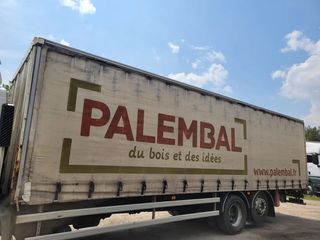 PALEMBAL
du bois et des idées
www.palembal.fr